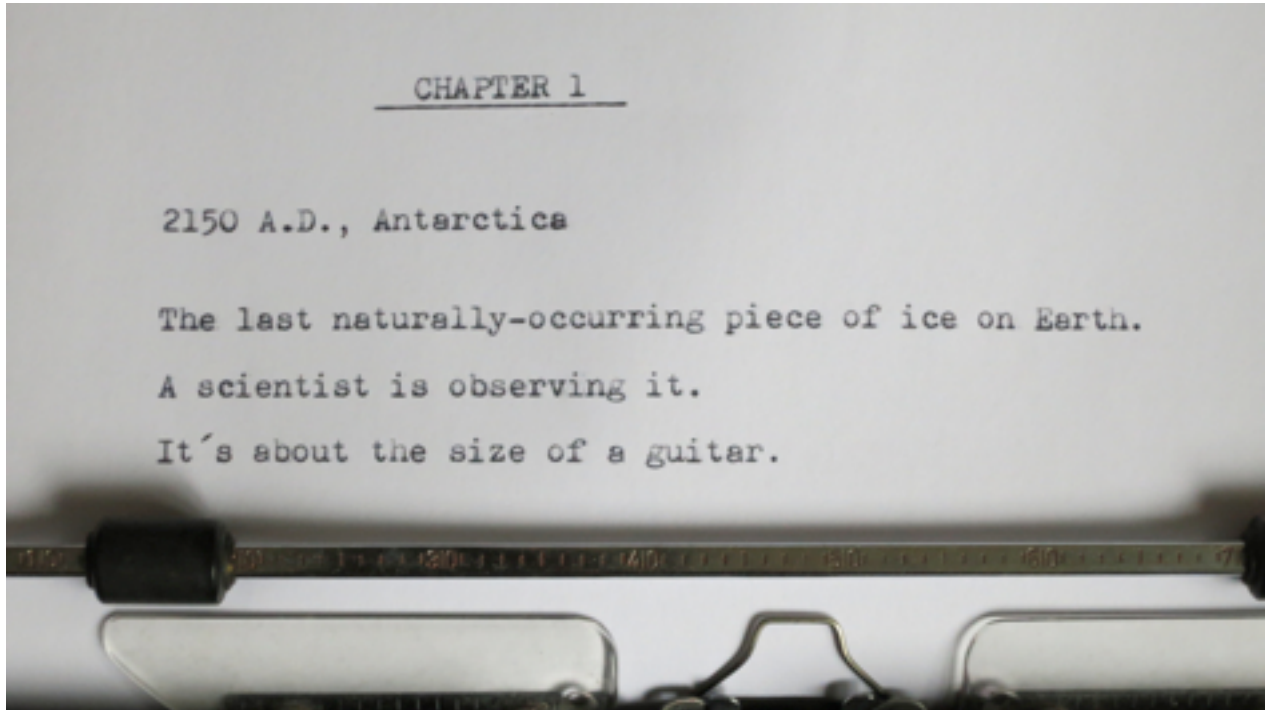 CHAPTER 1
2150 A.D., Antarctica
The last naturally-occurring piece of ice on Earth.
A scientist is observing it.
It´s about the size of a guitar.